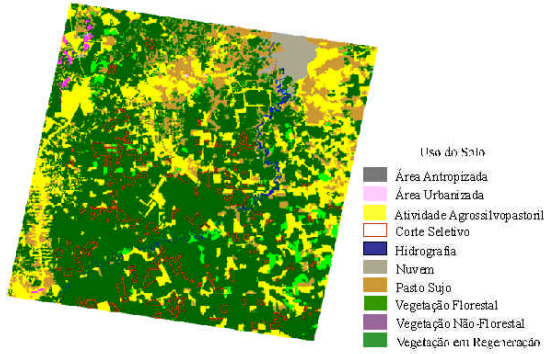 Uso do Solo
Área Antropizada
Área Urbanizada
Atividade Agrossilvopastoril
Corte Seletivo
Hidrografia
Nuvem
Pasto Sujo
Vegetação Florestal
Vegetação Não-Florestal
Vegetação em Regeneração